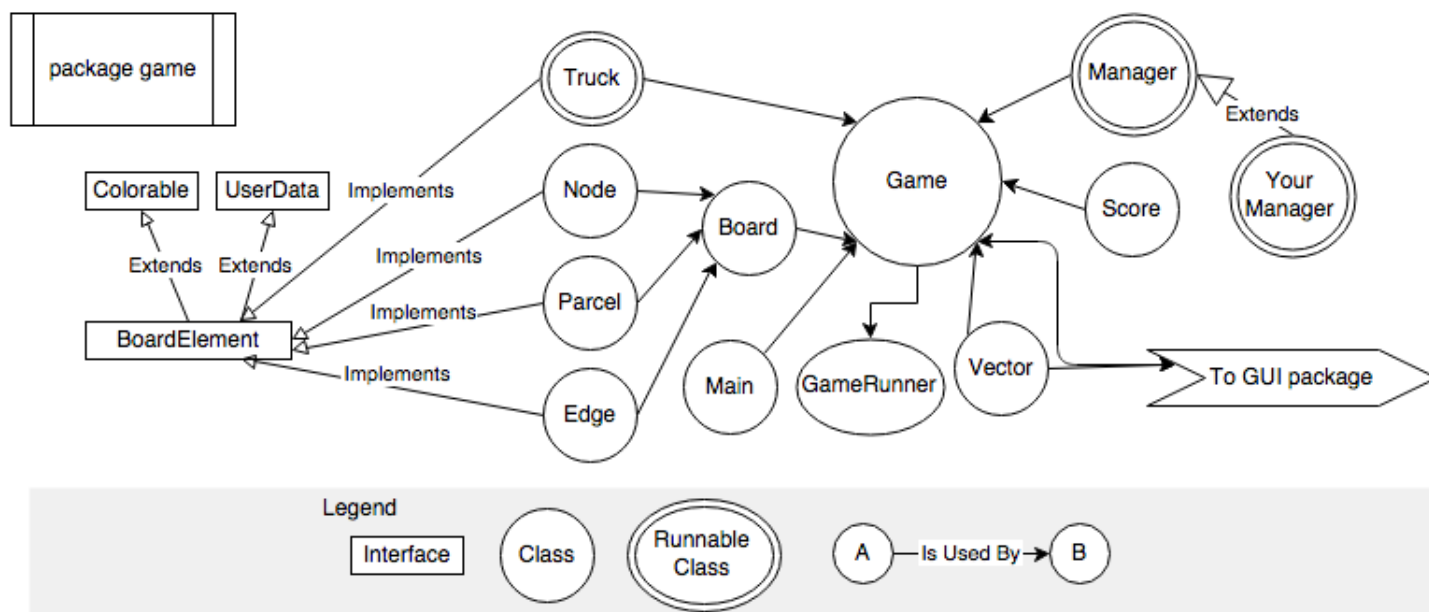 package game
Truck
Manager
Extends
Colorable
UserData
Implements
Node
Game
Your
Manager
Score
Board
Extends
Extends
Implements
Parcel
Implements
BoardElement
Implements
Main
GameRunner
Vector
To GUI package
Edge
Legend
Interface
Class
Runnable
Class
A
Is Used By
B